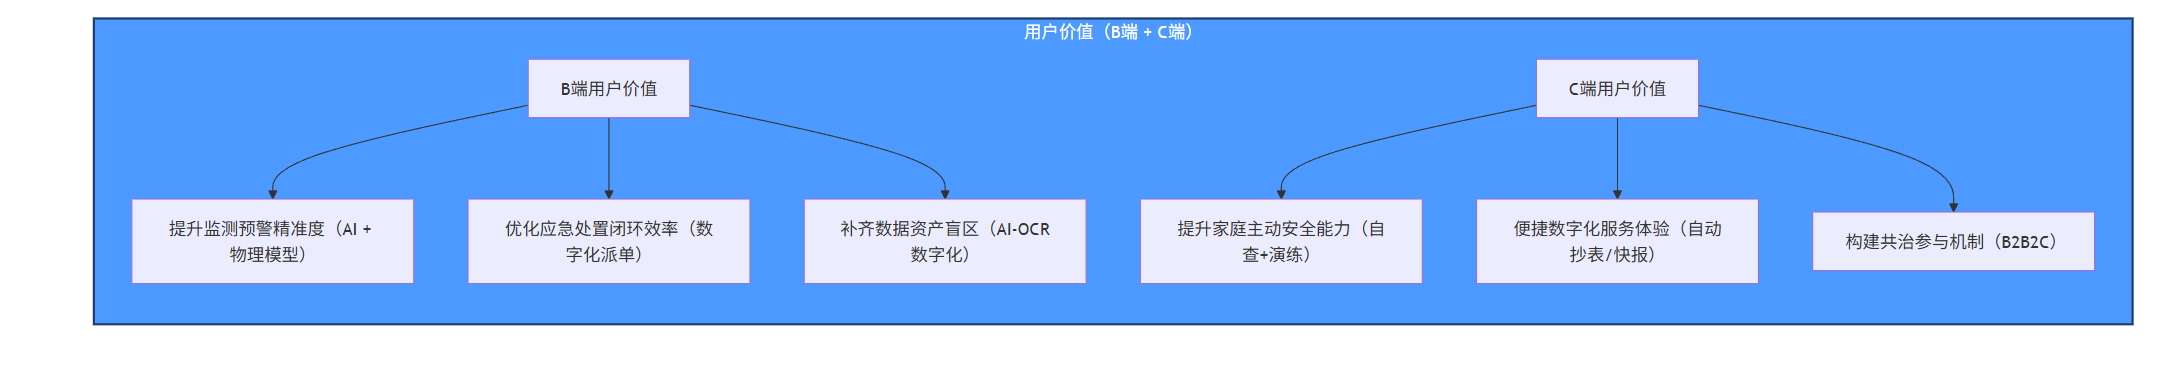 用户价值（B端 + C端）
B端用户价值
C端用户价值
提升监测预警精准度（AI +
物理模型）
优化应急处置闭环效率（数
字化派单）
补齐数据资产盲区（AI-OCR
数字化）
提升家庭主动安全能力（自
查+演练）
便捷数字化服务体验（自动
抄表/快报）
构建共治参与机制（B2B2C）